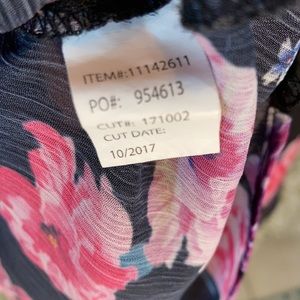 ITEM#:11142611
PO#: 954613
CUT#: 171002
CUT DATE:
10/2017